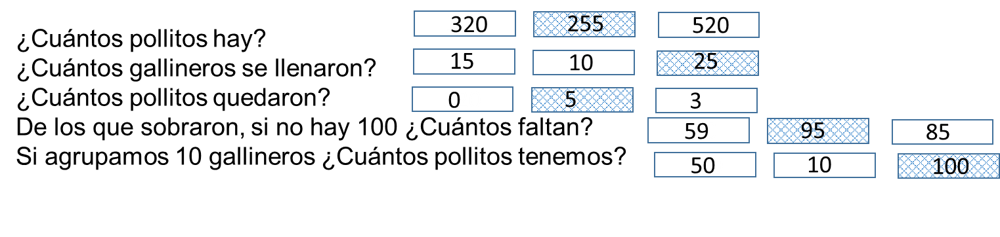 ¿Cuántos pollitos hay? 320 255 520
¿Cuántos gallineros se llenaron? 15 10 25
¿Cuántos pollitos quedaron? 0 5 3
De los que sobraron, si no hay 100 ¿Cuántos faltan? 59 95 85
Si agrupamos 10 gallineros ¿Cuántos pollitos tenemos? 50 10 100